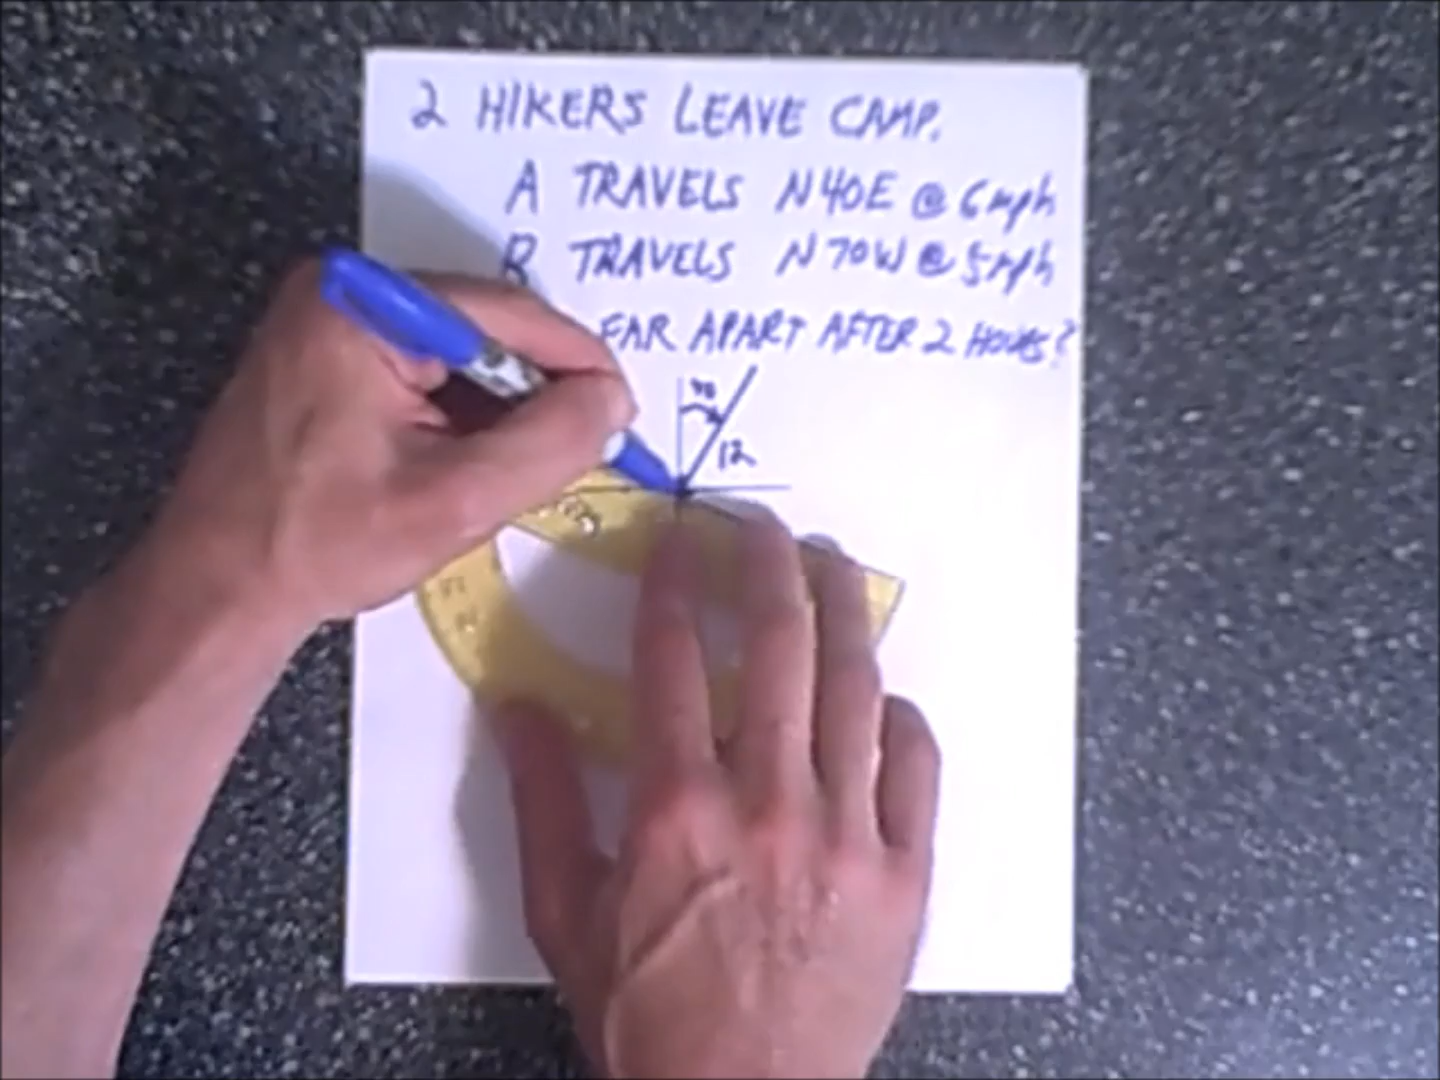 2 HIKERS LEAVE CAMP.
A TRAVELS N40E @ 6mph
B TRAVELS N70W @ 5mph
FAR APART AFTER 2 HOURS?
40
12